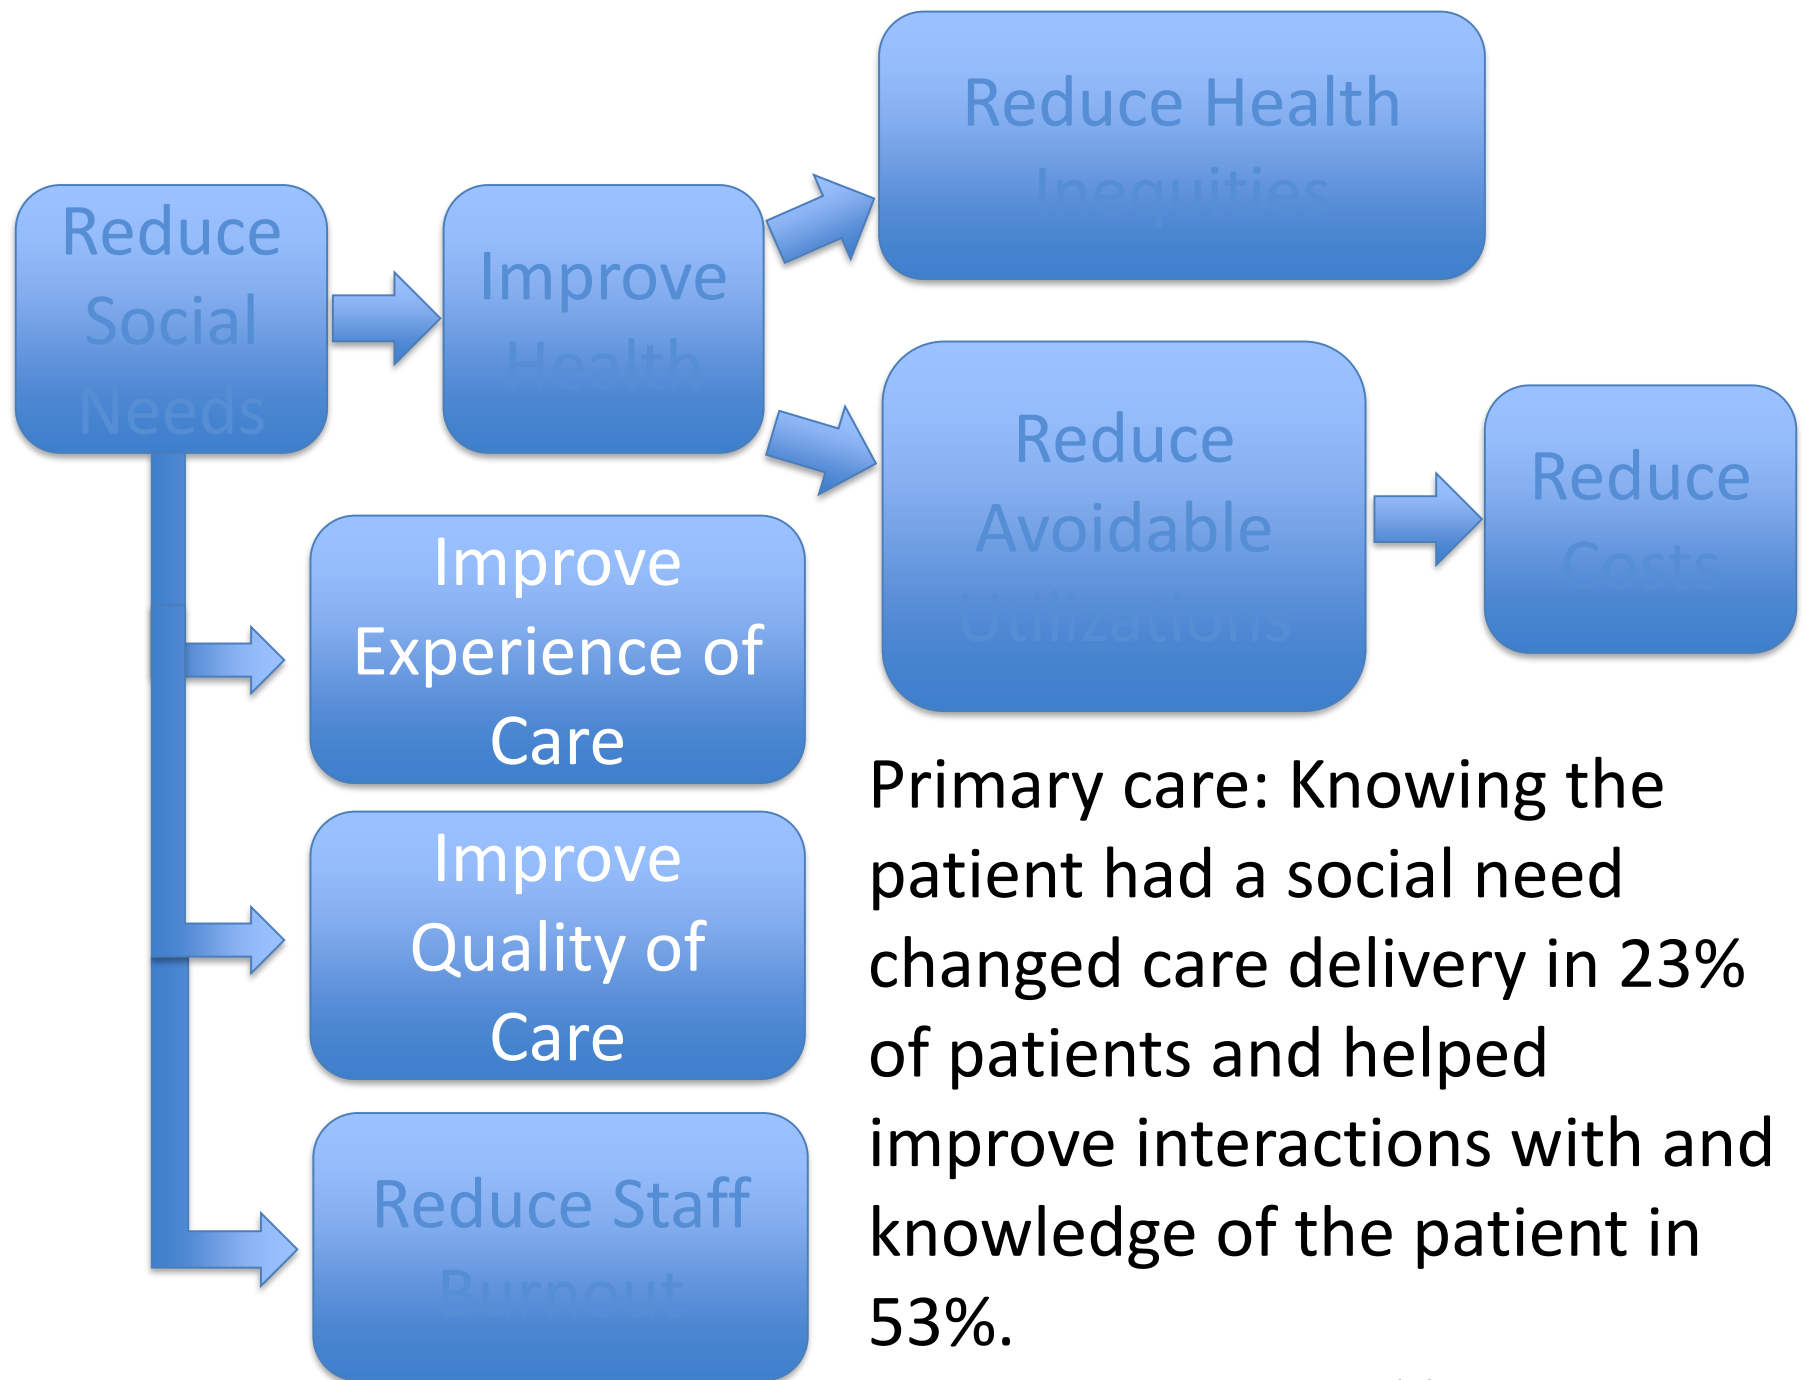 Reduce Health
Inequities
Reduce
Social
Needs
Improve
Health
Reduce
Avoidable
Utilizations
Reduce
Costs
Improve
Experience of
Care
Improve
Quality of
Care
Reduce Staff
Burnout
Primary care: Knowing the
patient had a social need
changed care delivery in 23%
of patients and helped
improve interactions with and
knowledge of the patient in
53%.